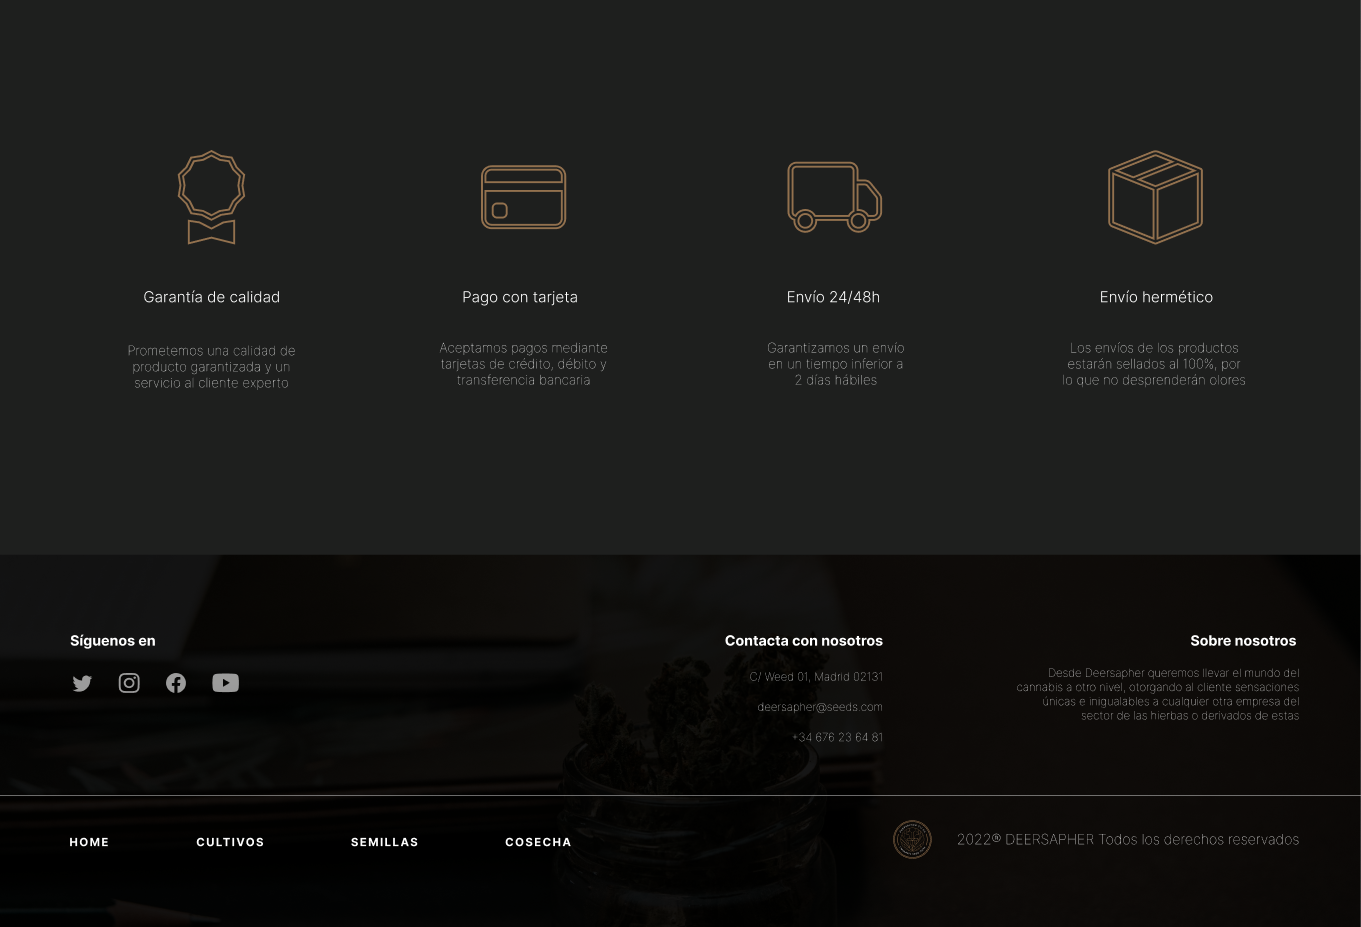 Garantía de calidad
Prometemos una calidad de
producto garantizada y un
servicio al cliente experto
Pago con tarjeta
Aceptamos pagos mediante
tarjetas de crédito, débito y
transferencia bancaria
Envío 24/48h
Garantizamos un envío
en un tiempo inferior a
2 días hábiles
Envío hermético
Los envíos de los productos
estarán sellados al 100%, por
lo que no desprenderán olores
Síguenos en
Contacta con nosotros
C/ Weed 01, Madrid 02131
deersapher@seeds.com
+34 676 23 64 81
Sobre nosotros
Desde Deersapher queremos llevar el mundo del
cannabis a otro nivel, otorgando al cliente sensaciones
únicas e inigualables a cualquier otra empresa del
sector de las hierbas o derivados de estas
HOME
CULTIVOS
SEMILLAS
COSECHA
2022® DEERSAPHER Todos los derechos reservados